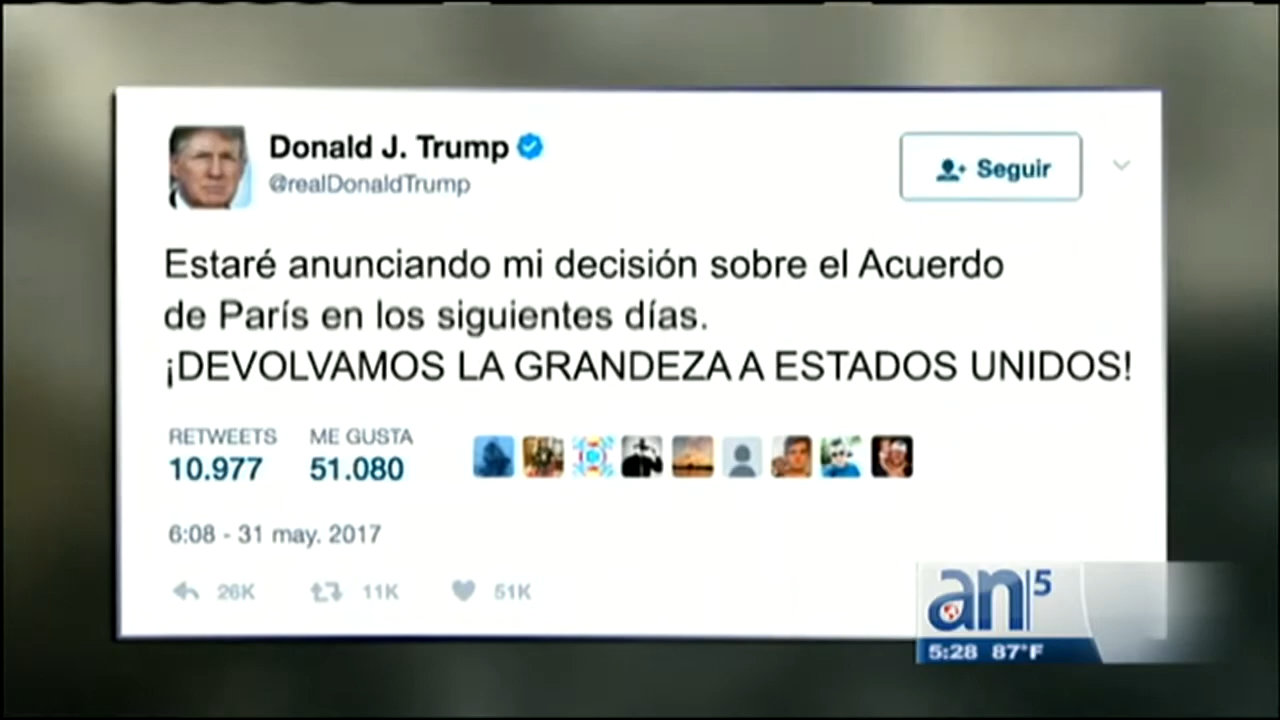 Donald J. Trump
@realDonaldTrump
Seguir
Estaré anunciando mi decisión sobre el Acuerdo
de París en los siguientes días.
¡DEVOLVAMOS LA GRANDEZA A ESTADOS UNIDOS!
RETWEETS ME GUSTA
10.977 51.080
6:08 - 31 may. 2017
26K 11K 51K
an 5
5:28 87°F